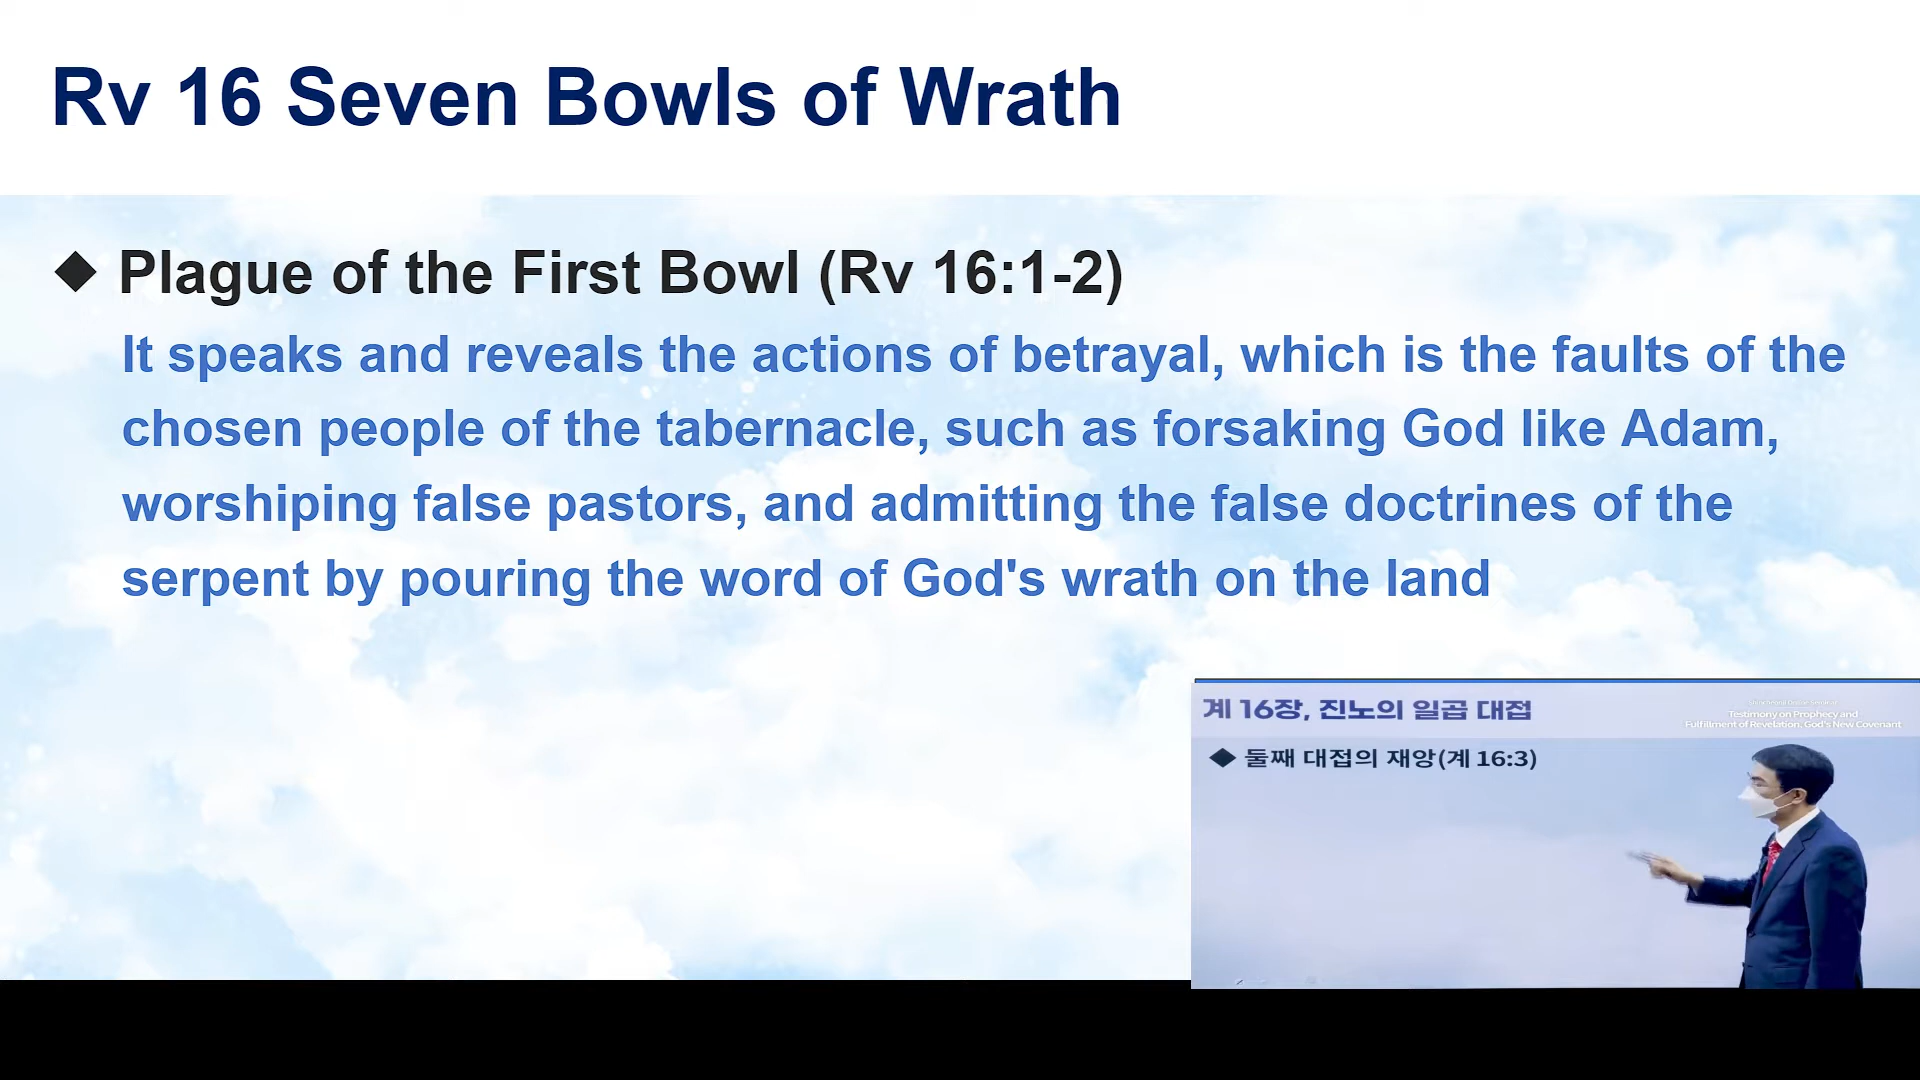 Rv 16 Seven Bowls of Wrath
◆ Plague of the First Bowl (Rv 16:1-2)
It speaks and reveals the actions of betrayal, which is the faults of the
chosen people of the tabernacle, such as forsaking God like Adam,
worshiping false pastors, and admitting the false doctrines of the
serpent by pouring the word of God's wrath on the land
계 16장, 진노의 일곱 대접
Testimony on Prophecy and
Fulfillment of Revelation, God's New Covenant
◆ 둘째 대접의 재앙(계 16:3)